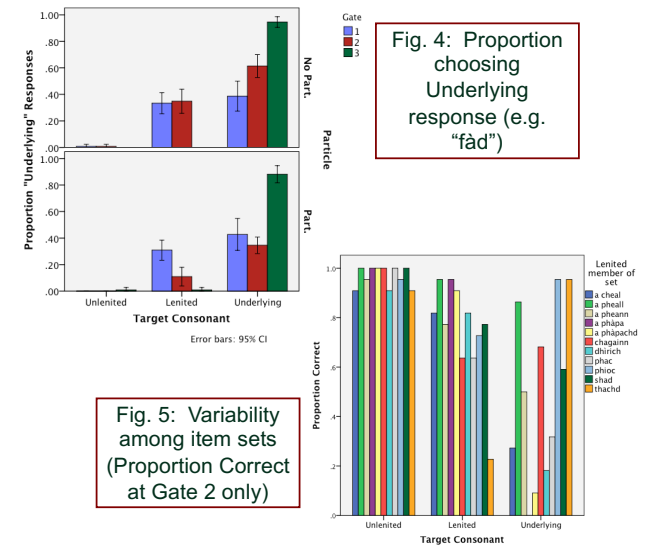 Gate
1
2
3
Fig. 4: Proportion
choosing
Underlying
response (e.g.
“fàd”)
Proportion "Underlying" Responses
1.00
.80
.60
.40
.20
.00
No Part.
1.00
.80
.60
.40
.20
.00
Part.
Particle
Unlenited Lenited Underlying
Target Consonant
Error bars: 95% CI
Fig. 5: Variability
among item sets
(Proportion Correct
at Gate 2 only)
Proportion Correct
1.0
.8
.6
.4
.2
.0
Unlenited Lenited Underlying
Target Consonant
Lenited
member of
set
a cheal
a pheall
a pheann
a phàpa
a phàpachd
chagainn
dhìrich
phac
phioc
shad
thachd